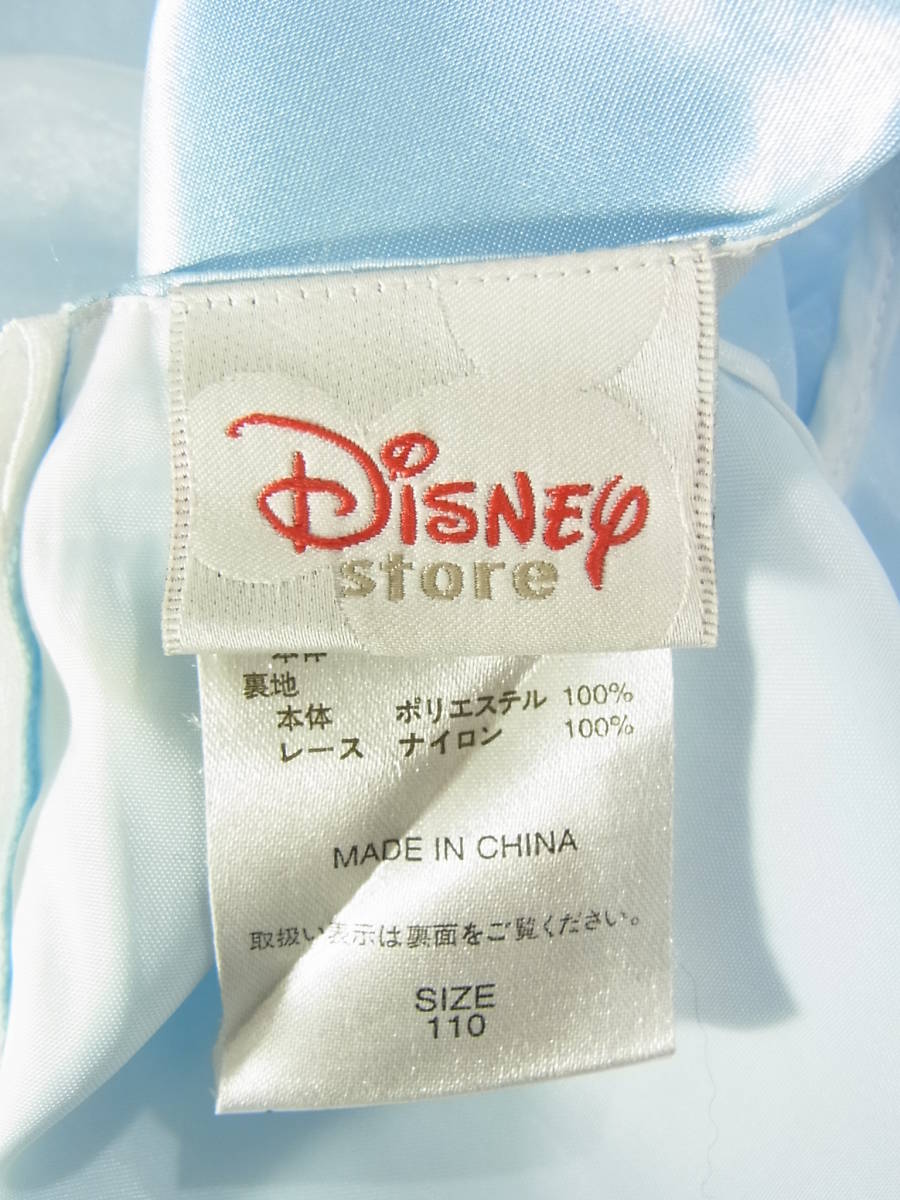 Disney
store
本体
裏地
本体 ポリエステル 100%
レース ナイロン 100%
MADE IN CHINA
取扱い表示は裏面をご覧ください。
SIZE
110